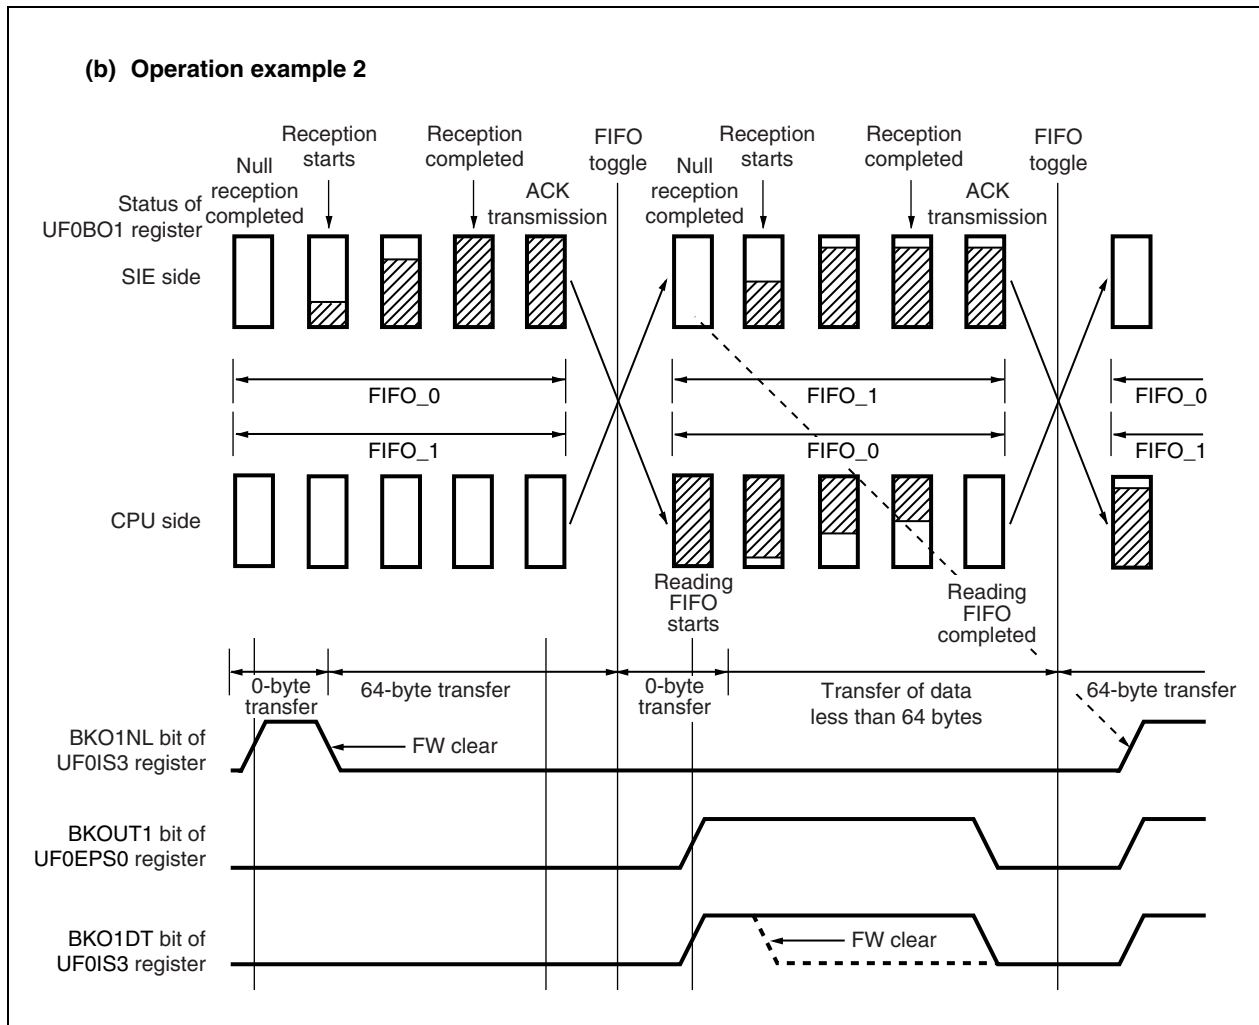 (b) Operation example 2
Reception
starts
Reception
completed
FIFO
toggle
Reception
starts
Reception
completed
FIFO
toggle
Null
reception
completed
ACK
transmission
Null
reception
completed
ACK
transmission
Status of
UF0BO1 register
SIE side
FIFO_0
FIFO_1
FIFO_0
FIFO_1
FIFO_0
FIFO_1
CPU side
Reading
FIFO
starts
Reading
FIFO
completed
0-byte
transfer
64-byte transfer
0-byte
transfer
Transfer of data
less than 64 bytes
64-byte transfer
BKO1NL bit of
UF0IS3 register
FW clear
BKOUT1 bit of
UF0EPS0 register
BKO1DT bit of
UF0IS3 register
FW clear